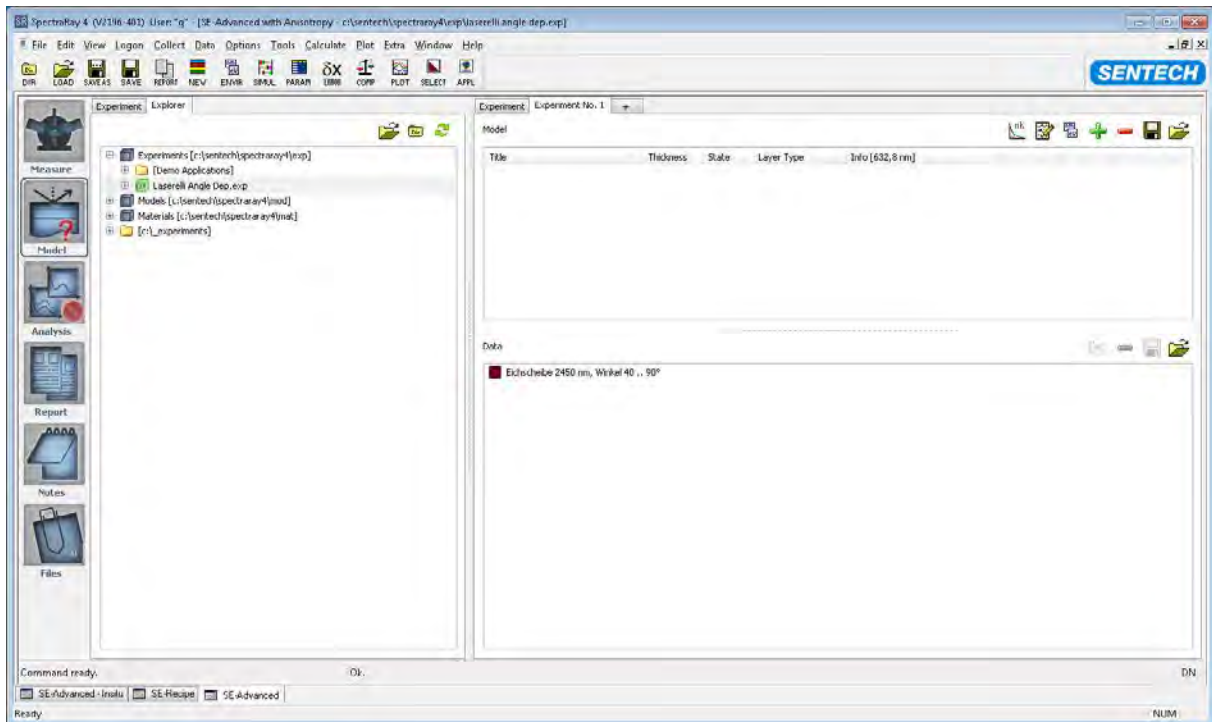 SpectraRay 4 (V2196-401) User: "q" - [SE-Advanced with Anisotropy - c:\sentech\spectraray4\exp\laserelli angle dep.exp]
File Edit View Logon Collect Data Options Tools Calculate Plot Extra Window Help
DIR LOAD SAVEAS SAVE REPORT NEW ENVIR SIMUL PARAM ERROR COMP PLOT SELECT APPL
SENTECH
Experiment Explorer
Experiment Experiment No. 1 +
Model
Title Thickness State Layer Type Info [632,8 nm]
Experiments [c:\sentech\spectraray4\exp]
[Demo Applications]
Laserelli Angle Dep.exp
Models [c:\sentech\spectraray4\mod]
Materials [c:\sentech\spectraray4\mat]
[c:\_experiments]
Measure
Model
Analysis
Report
Notes
Files
Data
Eichscheibe 2450 nm, Winkel 40 .. 90°
Command ready. Ok. DN
SE-Advanced - Insitu SE-Recipe SE-Advanced
Ready NUM